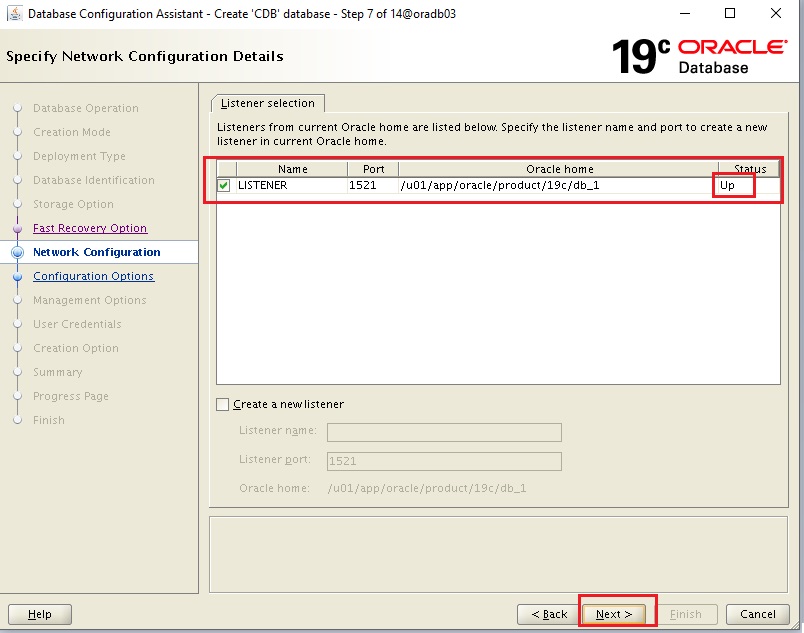 Database Configuration Assistant - Create 'CDB' database - Step 7 of 14@oradb03
Specify Network Configuration Details
19c ORACLE
Database
Database Operation
Creation Mode
Deployment Type
Database Identification
Storage Option
Fast Recovery Option
Network Configuration
Configuration Options
Management Options
User Credentials
Creation Option
Summary
Progress Page
Finish
Listener selection
Listeners from current Oracle home are listed below. Specify the listener name and port to create a new
listener in current Oracle home.
Name Port Oracle home Status
LISTENER 1521 /u01/app/oracle/product/19c/db_1 Up
Create a new listener
Listener name:
Listener port: 1521
Oracle home: /u01/app/oracle/product/19c/db_1
Help < Back Next > Finish Cancel